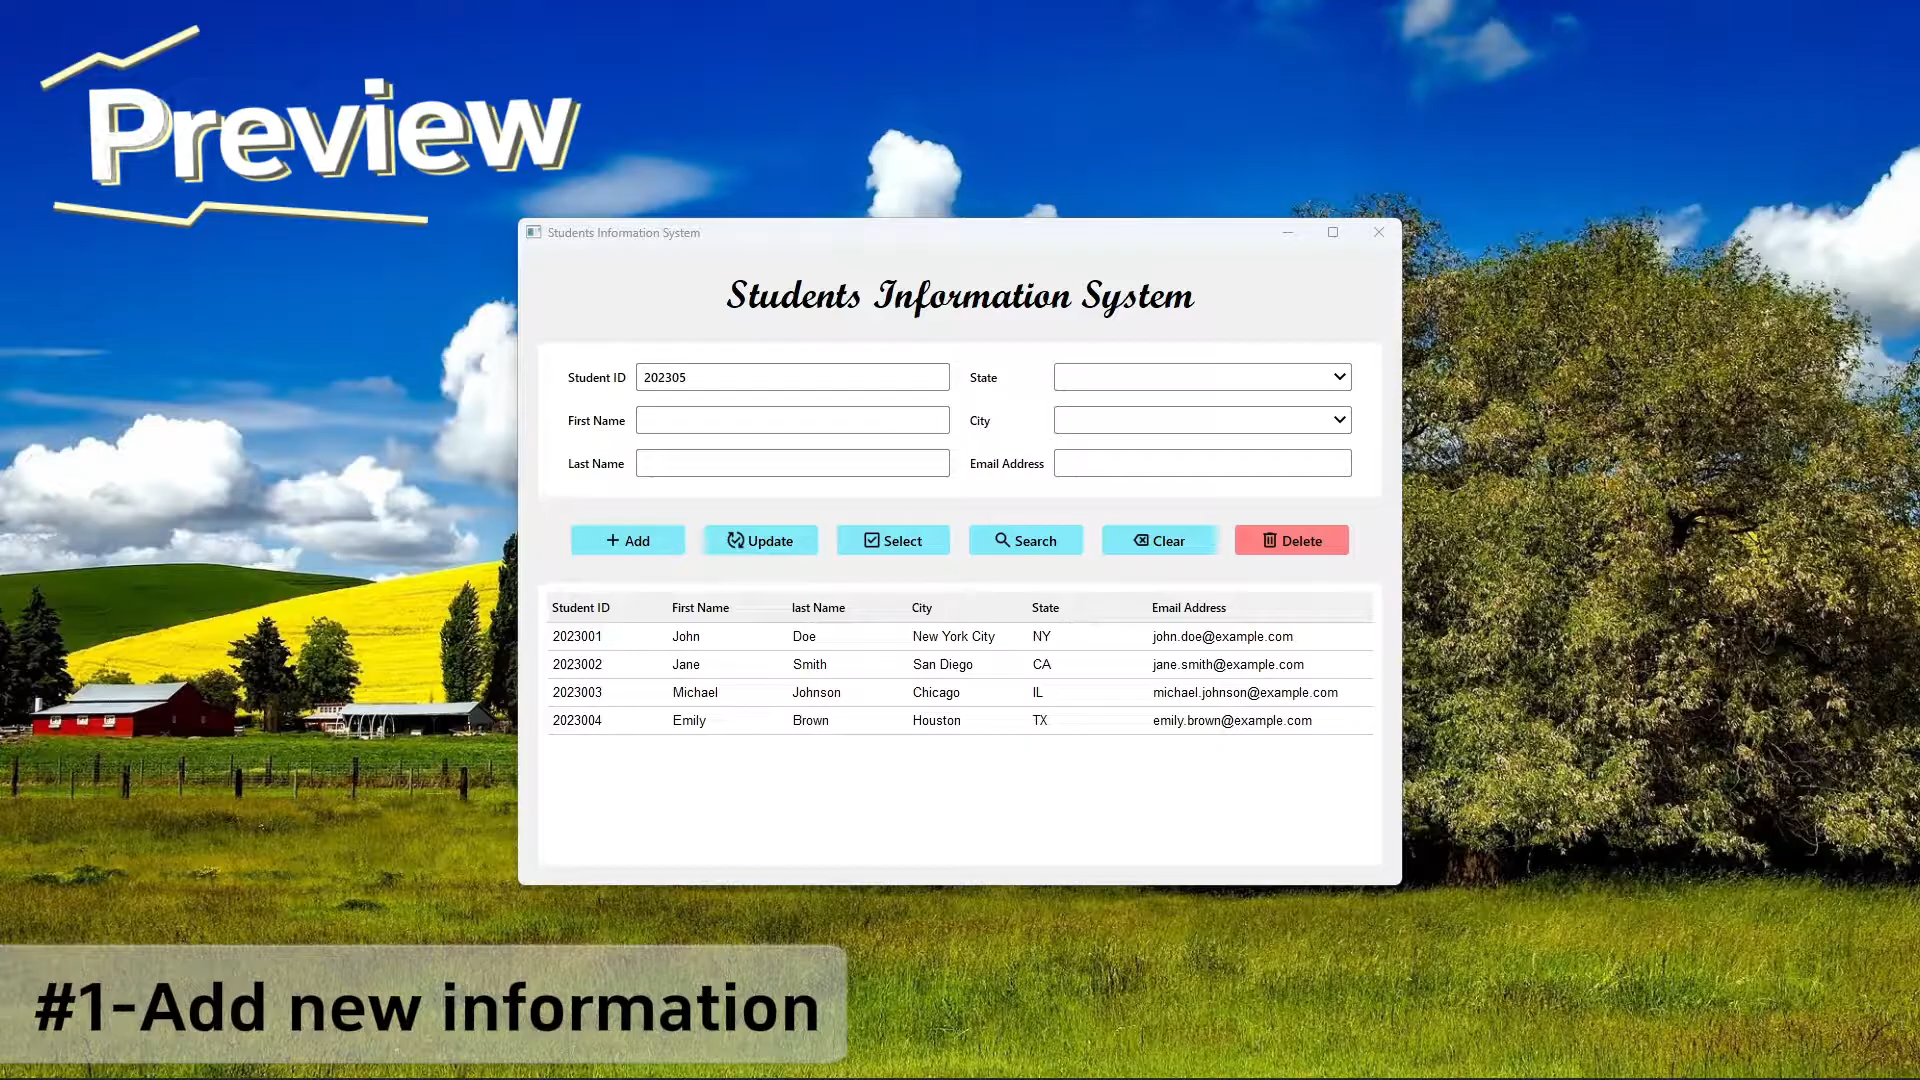 Preview
Students Information System
Students Information System
Student ID 202305 State
First Name City
Last Name Email Address
Add Update Select Search Clear Delete
Student ID First Name last Name City State Email Address
2023001 John Doe New York City NY john.doe@example.com
2023002 Jane Smith San Diego CA jane.smith@example.com
2023003 Michael Johnson Chicago IL michael.johnson@example.com
2023004 Emily Brown Houston TX emily.brown@example.com
#1-Add new information